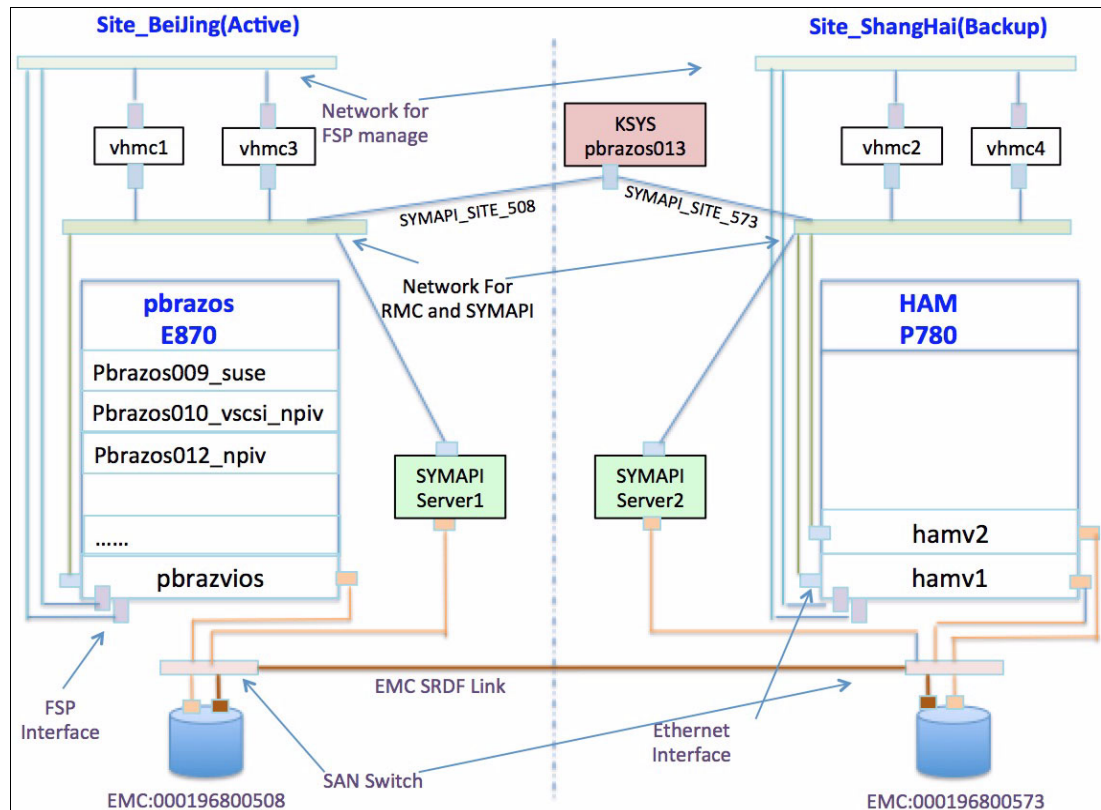 Site_BeiJing(Active)
Site_ShangHai(Backup)
Network for
FSP manage
KSYS
pbrazos013
vhmc1
vhmc3
vhmc2
vhmc4
SYMAPI_SITE_508
SYMAPI_SITE_573
Network For
RMC and SYMAPI
pbrazos
E870
Pbrazos009_suse
Pbrazos010_vscsi_npiv
Pbrazos012_npiv
......
pbrazvios
HAM
P780
hamv2
hamv1
SYMAPI
Server1
SYMAPI
Server2
EMC SRDF Link
FSP
Interface
SAN Switch
Ethernet
Interface
EMC:000196800508
EMC:000196800573